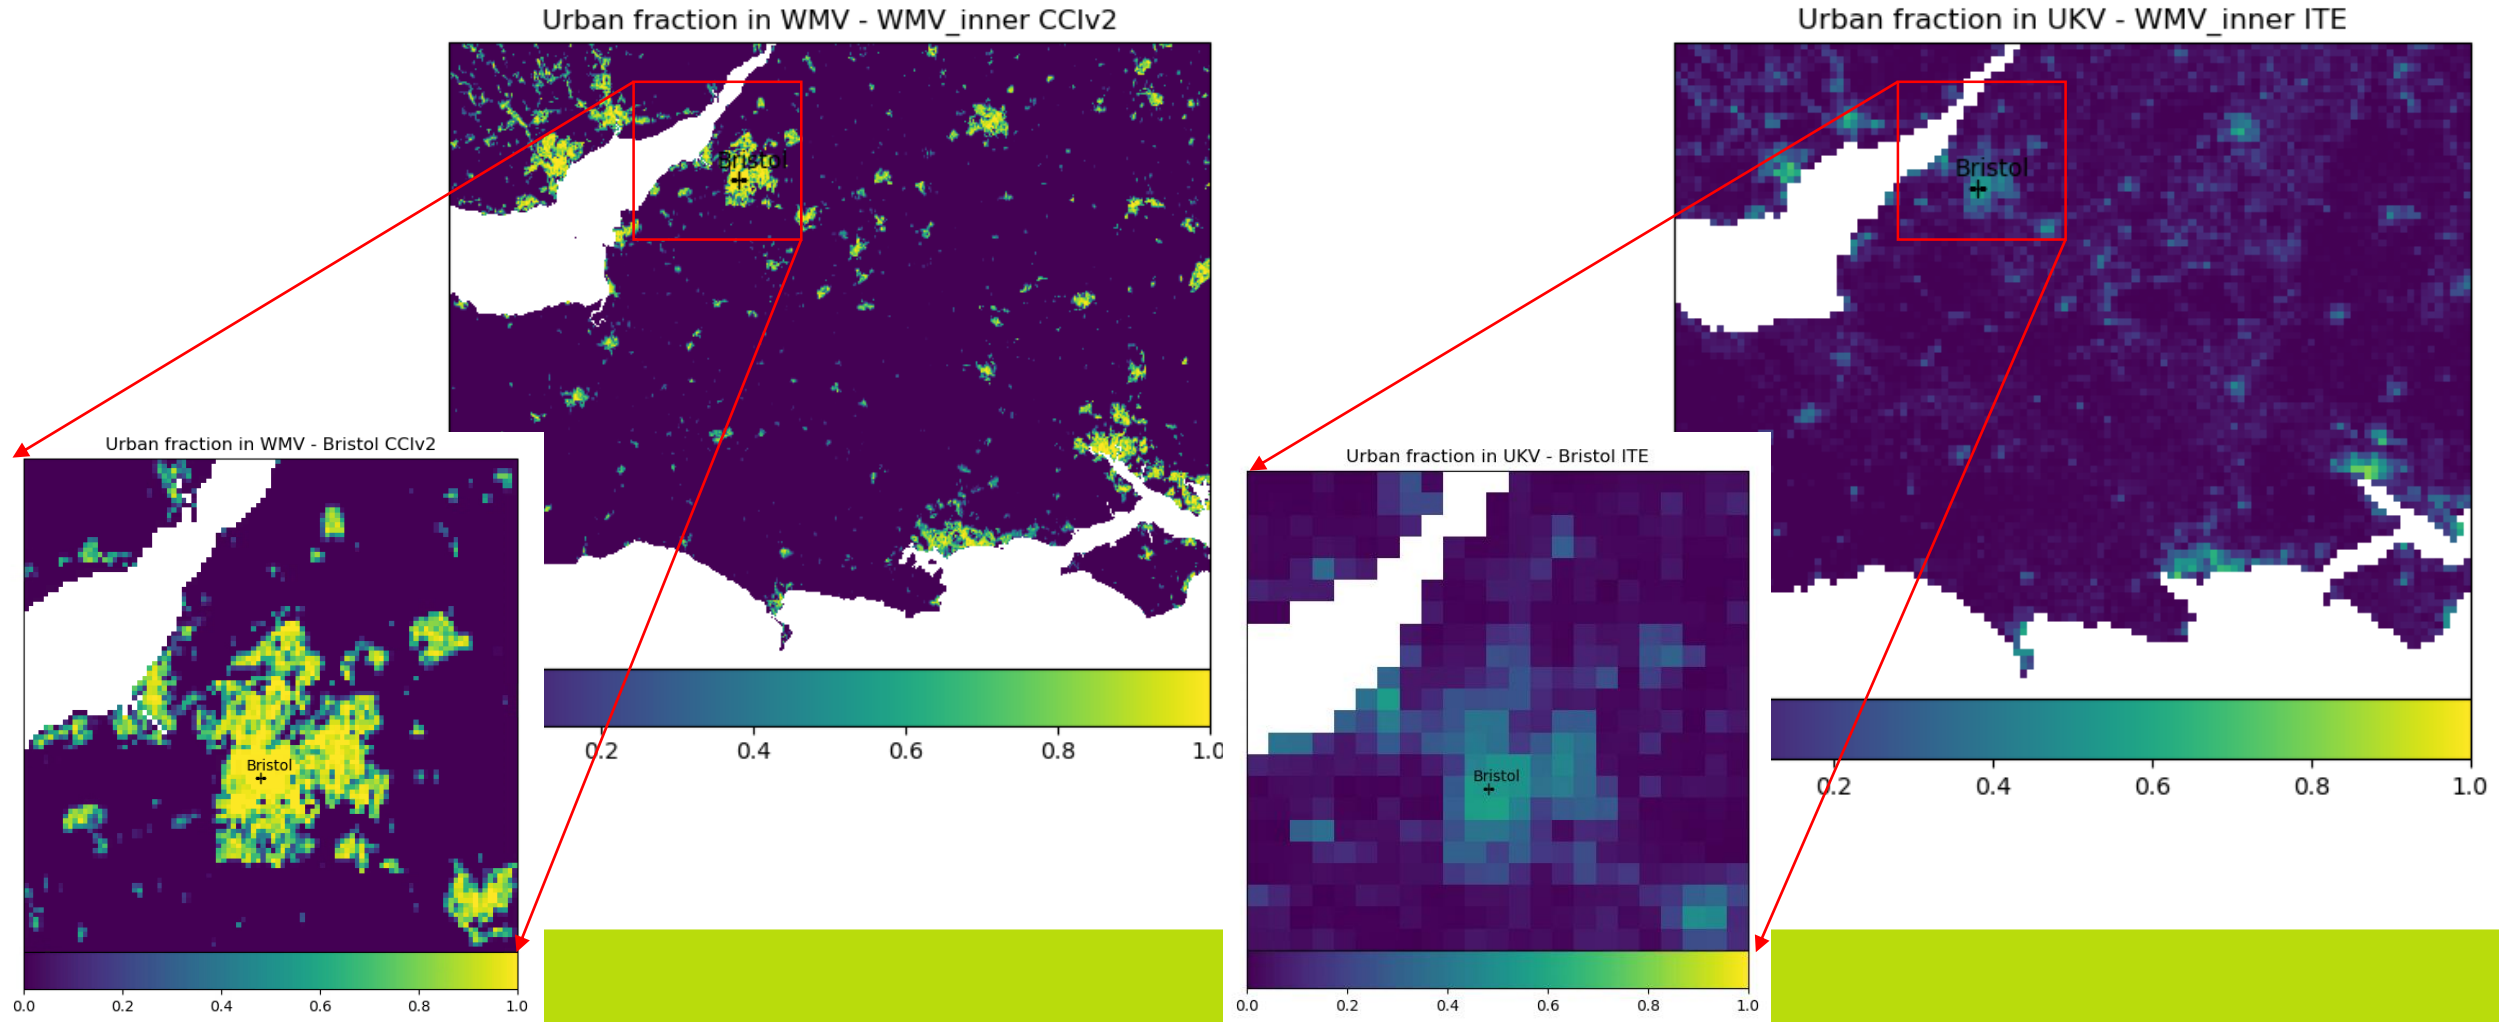 Urban fraction in WMV - WMV_inner CCIv2
Bristol
0.2 0.4 0.6 0.8 1.0
Urban fraction in WMV - Bristol CCIv2
Bristol
0.0 0.2 0.4 0.6 0.8 1.0
Urban fraction in UKV - WMV_inner ITE
Bristol
0.2 0.4 0.6 0.8 1.0
Urban fraction in UKV - Bristol ITE
Bristol
0.0 0.2 0.4 0.6 0.8 1.0